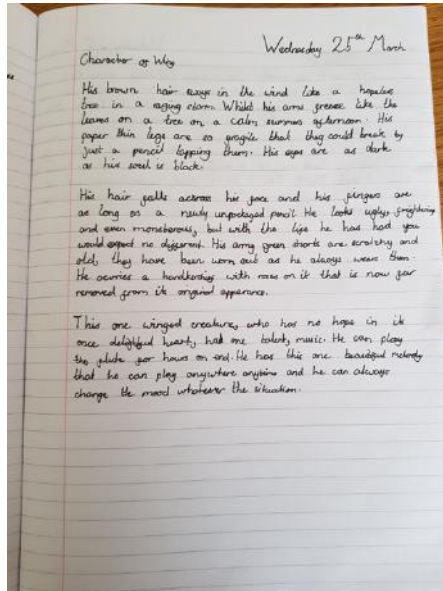 Wednesday 25th March
Character of Wing
His brown hair sways in the wind like a hopeless
tree in a raging storm. Whilst his arms greese like the
leaves on a tree on a calm summers afternoon. His
paper thin legs are so fragile that they could break by
just a pencil tapping them. His eyes are as dark
as his soul is black.
His hair falls across his face and his fingers are
as long as a newly unpackaged pencil. He looks ugly, frightening
and even monsterous, but with the life he has had you
would expect no different. His army green shorts are scratchy and
old, they have been worn out as he always wears them.
He carries a handkerchief with roses on it that is now far
removed from its original apperance.
This one winged creature, who has no hope in its
once delightful heart, had one talent, music. He can play
the flute for hours on end. He has this one beautiful melody
that he can play anywhere anytime and he can always
change the mood whatever the situation.